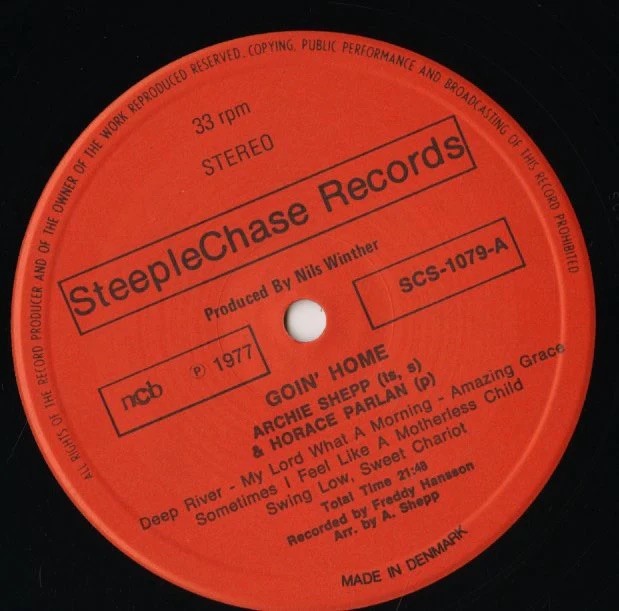 ALL RIGHTS OF THE RECORD PRODUCER AND OF THE OWNER OF THE WORK REPRODUCED RESERVED. COPYING, PUBLIC PERFORMANCE AND BROADCASTING OF THIS RECORD PROHIBITED
33 rpm
STEREO
SteepleChase Records
Produced By Nils Winther
SCS-1079-A
ncb ℗ 1977
GOIN' HOME
ARCHIE SHEPP (ts, s)
& HORACE PARLAN (p)
Deep River - My Lord What A Morning - Amazing Grace
Sometimes I Feel Like A Motherless Child
Swing Low, Sweet Chariot
Total Time 21:48
Recorded by Freddy Hansson
Arr. by A. Shepp
MADE IN DENMARK